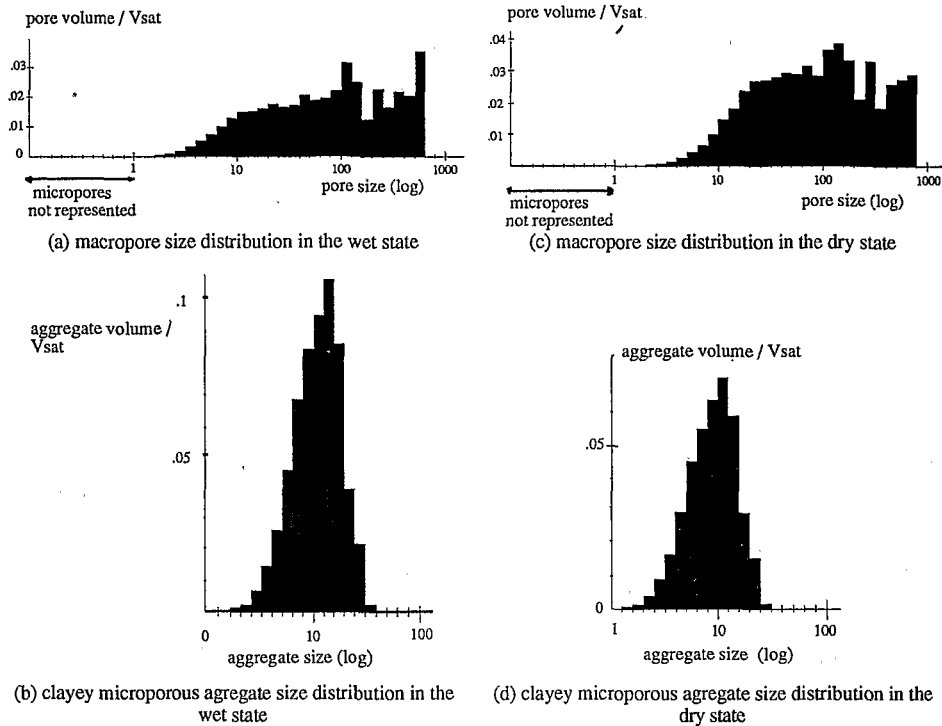 pore volume / Vsat
.03
.02
.01
0
1
10
100
1000
pore size (log)
micropores
not represented
(a) macropore size distribution in the wet state
pore volume / Vsat
.04
.03
.02
.01
1
10
100
1000
pore size (log)
micropores
not represented
(c) macropore size distribution in the dry state
aggregate volume /
Vsat
.1
.05
0
10
100
aggregate size (log)
(b) clayey microporous agregate size distribution in the
wet state
aggregate volume / Vsat
.05
0
1
10
100
aggregate size (log)
(d) clayey microporous agregate size distribution in the
dry state